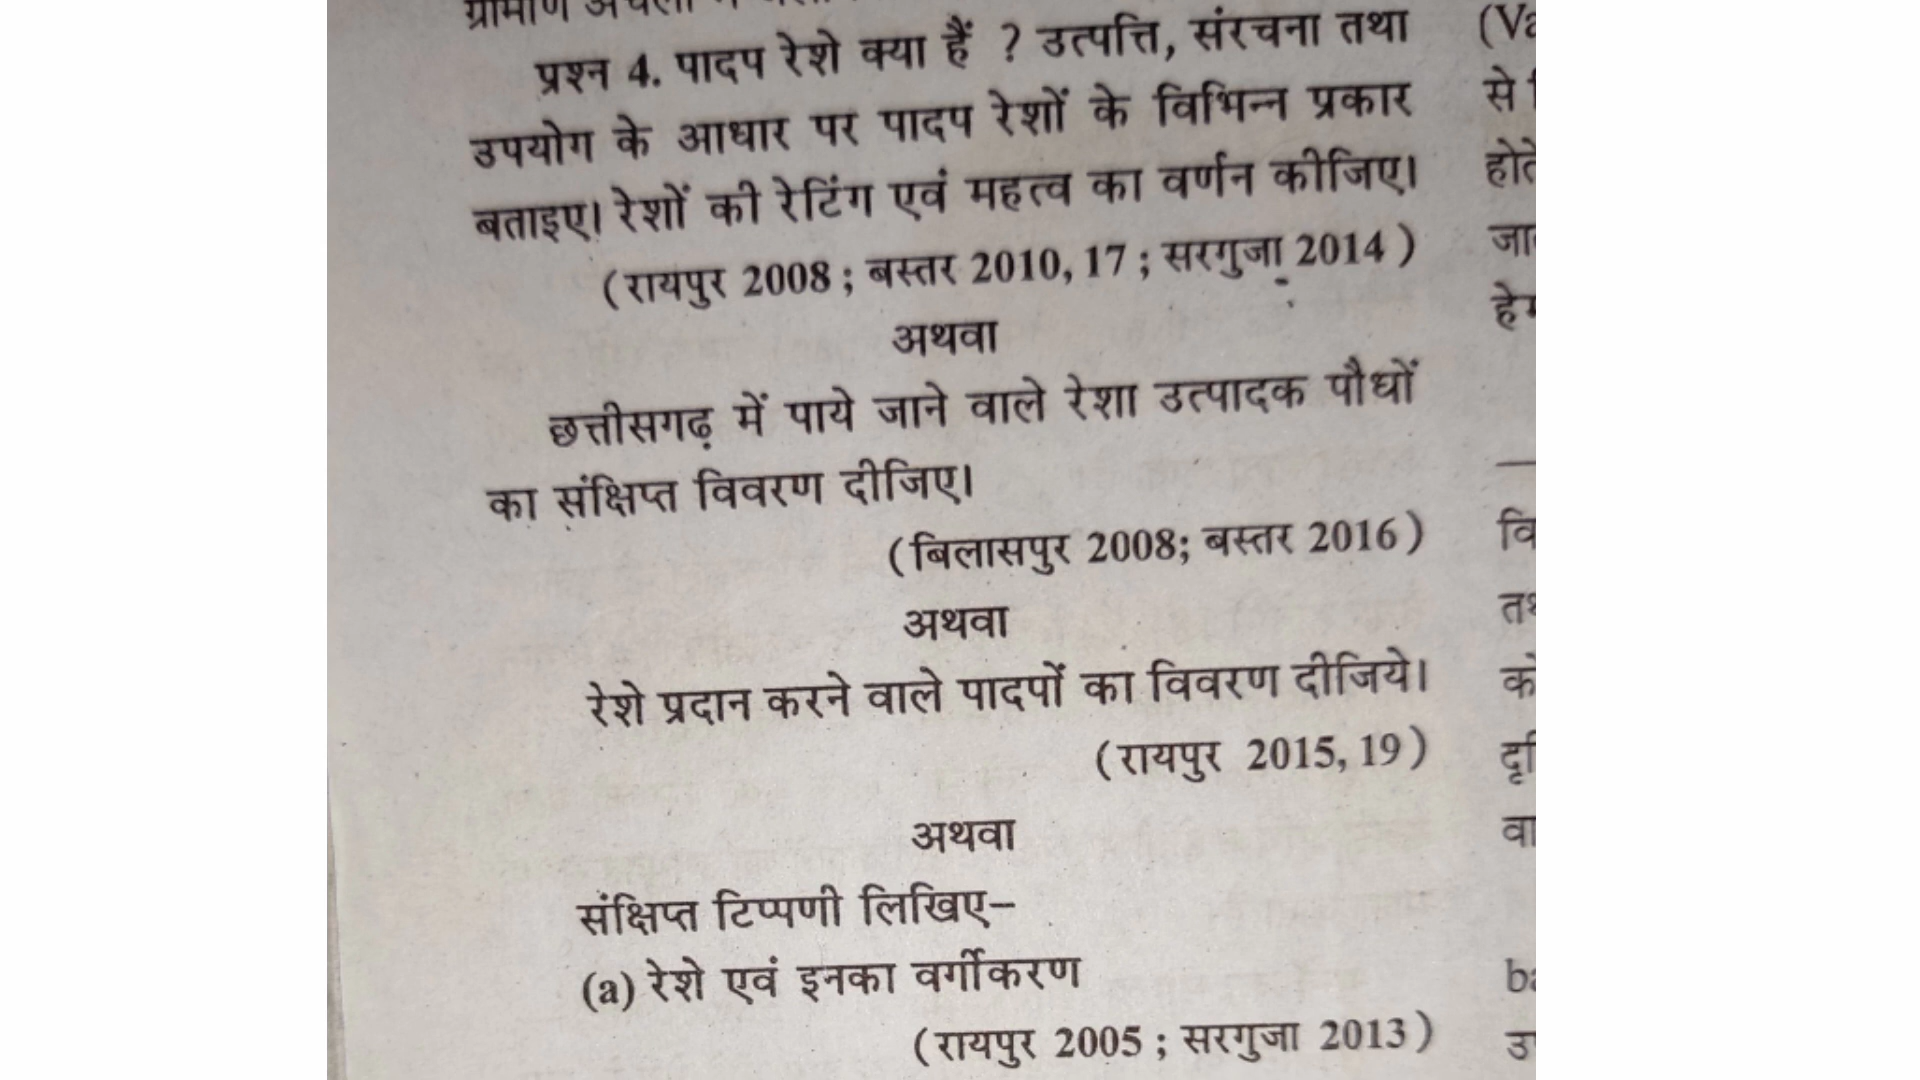 प्रश्न 4. पादप रेशे क्या हैं ? उत्पत्ति, संरचना तथा
उपयोग के आधार पर पादप रेशों के विभिन्न प्रकार
बताइए। रेशों की रेटिंग एवं महत्व का वर्णन कीजिए।
(रायपुर 2008 ; बस्तर 2010, 17 ; सरगुजा 2014 )
अथवा
छत्तीसगढ़ में पाये जाने वाले रेशा उत्पादक पौधों
का संक्षिप्त विवरण दीजिए।
(बिलासपुर 2008; बस्तर 2016 )
अथवा
रेशे प्रदान करने वाले पादपों का विवरण दीजिये।
(रायपुर 2015, 19 )
अथवा
संक्षिप्त टिप्पणी लिखिए–
(a) रेशे एवं इनका वर्गीकरण
(रायपुर 2005 ; सरगुजा 2013 )